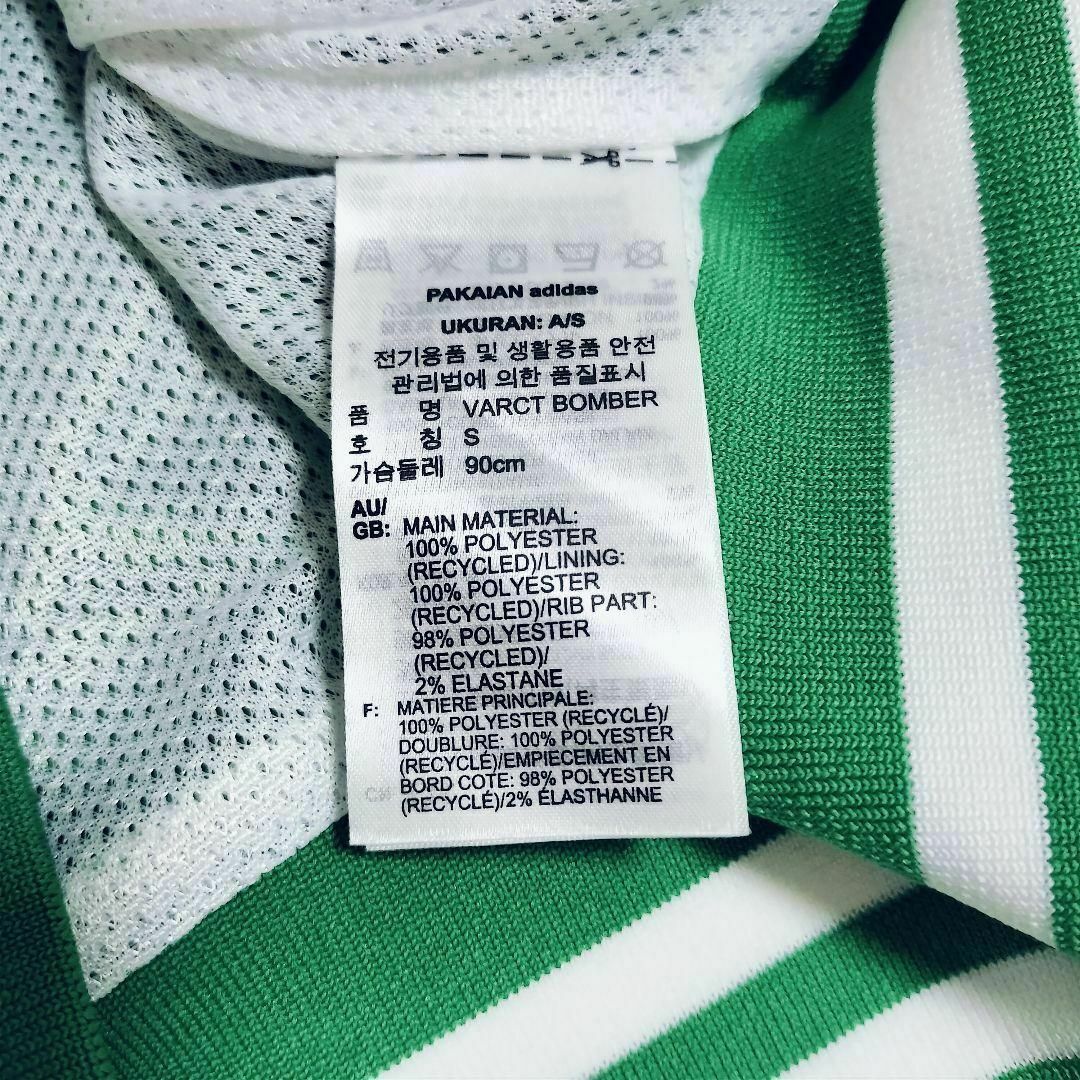 PAKAIAN adidas
UKURAN: A/S
전기용품 및 생활용품 안전
관리법에 의한 품질표시
품 명 VARCT BOMBER
호 칭 S
가슴둘레 90cm
AU/
GB: MAIN MATERIAL:
100% POLYESTER
(RECYCLED)/LINING:
100% POLYESTER
(RECYCLED)/RIB PART:
98% POLYESTER
(RECYCLED)/
2% ELASTANE
F: MATIERE PRINCIPALE:
100% POLYESTER (RECYCLÉ)/
DOUBLURE: 100% POLYESTER
(RECYCLÉ)/EMPIECEMENT EN
BORD COTE: 98% POLYESTER
(RECYCLÉ)/2% ÉLASTHANNE